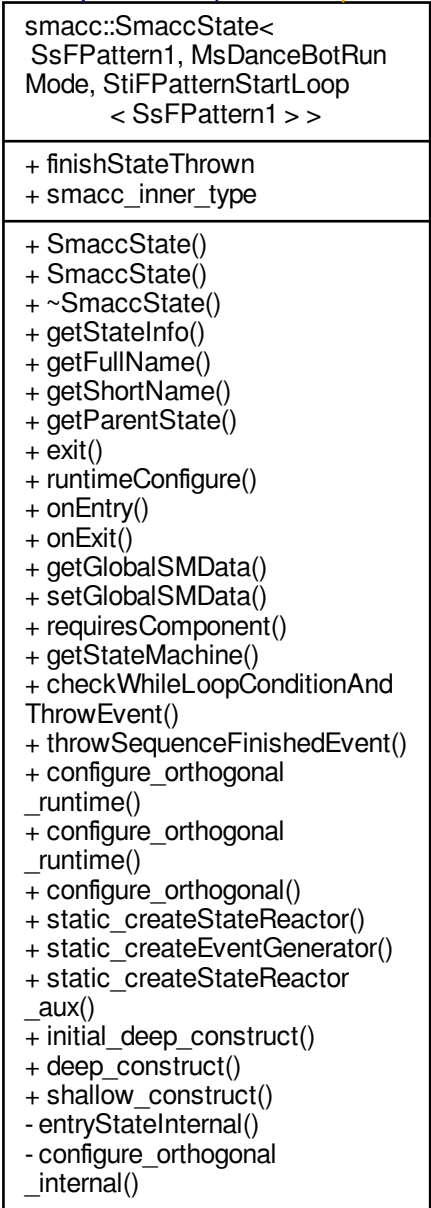 smacc::SmaccState<
SsFPattern1, MsDanceBotRun
Mode, StiFPatternStartLoop
< SsFPattern1 > >
+ finishStateThrown
+ smacc_inner_type
+ SmaccState()
+ SmaccState()
+ ~SmaccState()
+ getStateInfo()
+ getFullName()
+ getShortName()
+ getParentState()
+ exit()
+ runtimeConfigure()
+ onEntry()
+ onExit()
+ getGlobalSMData()
+ setGlobalSMData()
+ requiresComponent()
+ getStateMachine()
+ checkWhileLoopConditionAnd
ThrowEvent()
+ throwSequenceFinishedEvent()
+ configure_orthogonal
_runtime()
+ configure_orthogonal
_runtime()
+ configure_orthogonal()
+ static_createStateReactor()
+ static_createEventGenerator()
+ static_createStateReactor
_aux()
+ initial_deep_construct()
+ deep_construct()
+ shallow_construct()
- entryStateInternal()
- configure_orthogonal
_internal()